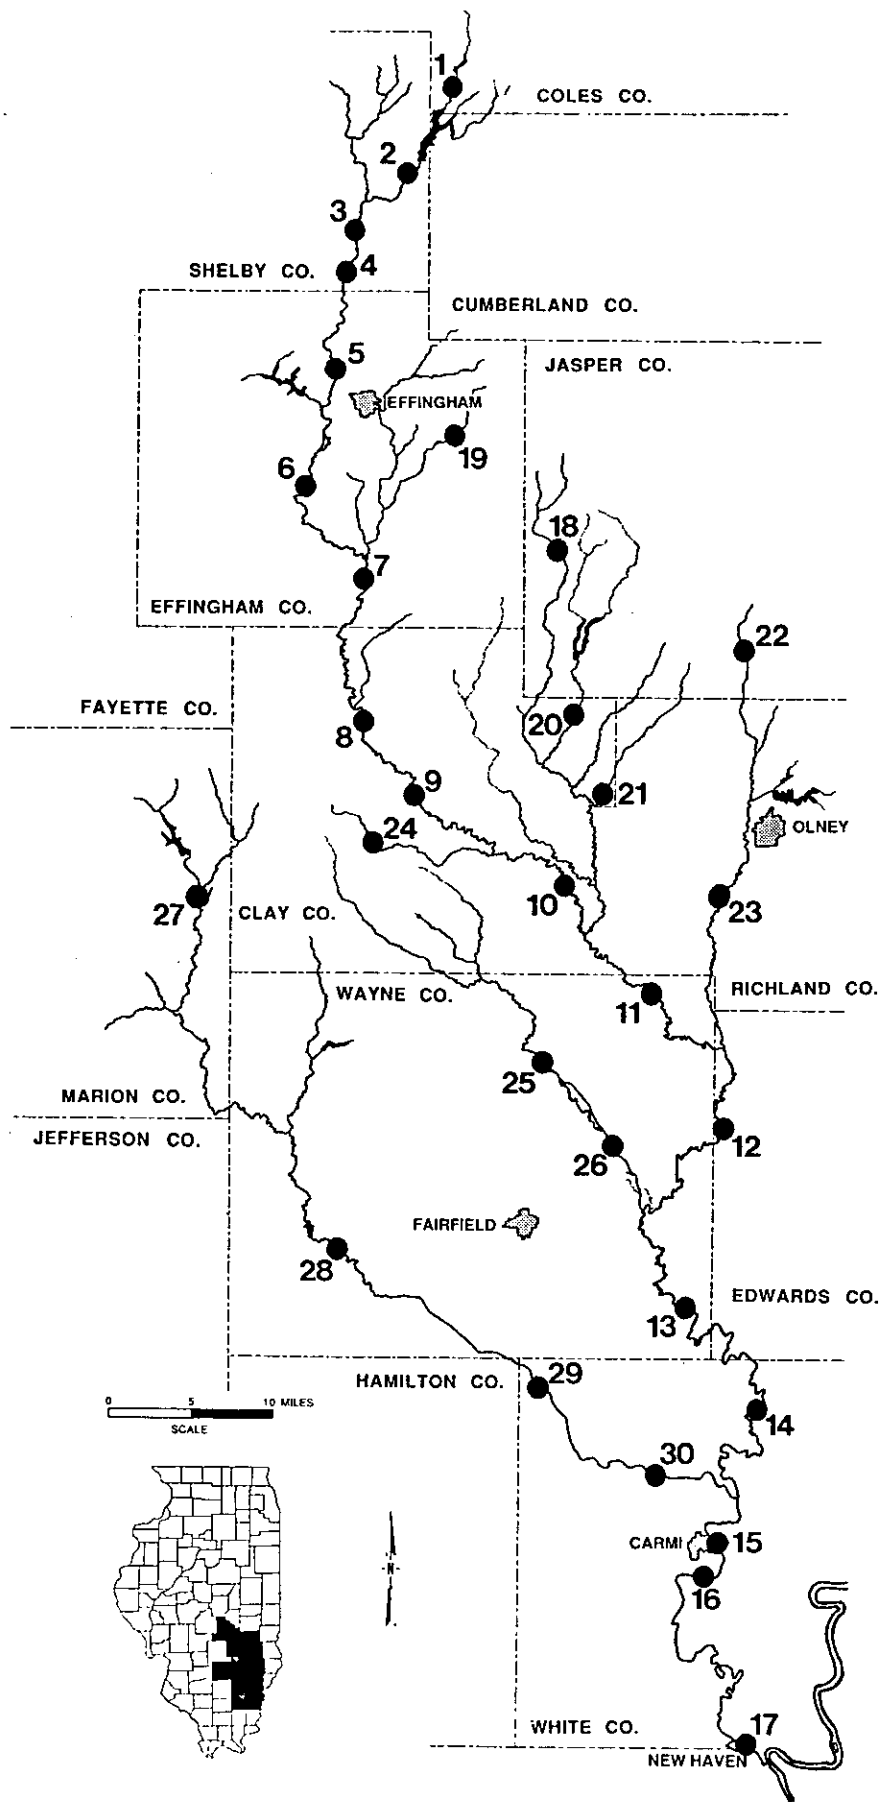 1
COLES CO.
2
3
4
SHELBY CO.
CUMBERLAND CO.
5
JASPER CO.
EFFINGHAM
19
6
18
7
EFFINGHAM CO.
22
FAYETTE CO.
8
20
9
21
24
OLNEY
10
27
CLAY CO.
23
WAYNE CO.
11
RICHLAND CO.
25
MARION CO.
JEFFERSON CO.
12
26
FAIRFIELD
28
EDWARDS CO.
13
HAMILTON CO.
29
0 5 10 MILES
SCALE
14
30
CARMI
15
N
16
WHITE CO.
17
NEW HAVEN